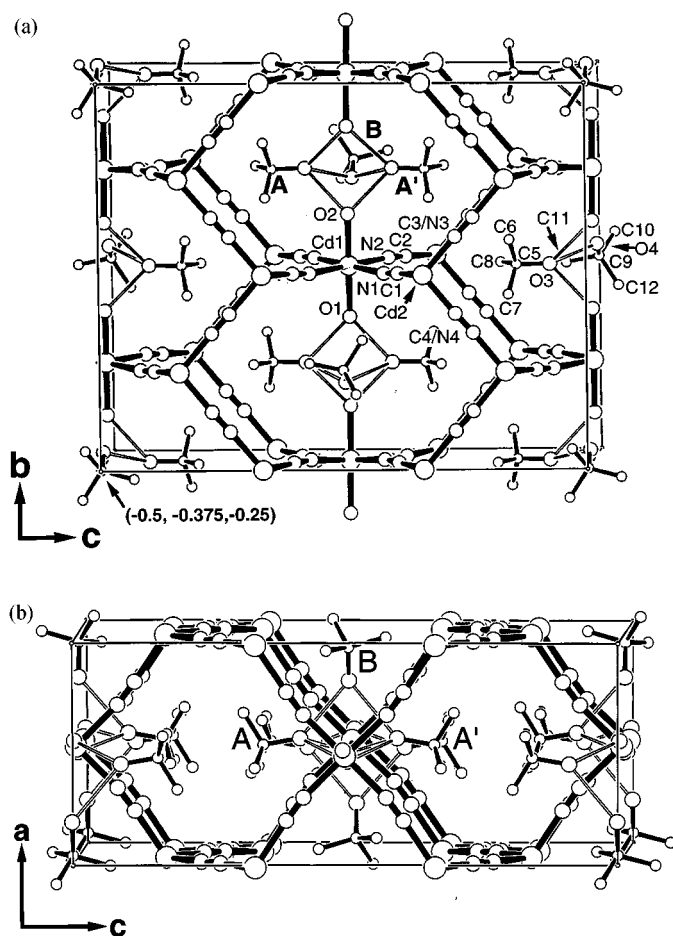 (a)
B
A
A'
O2
C3/N3
C6
C11
C10
Cd1
N2
C2
C8
C5
O4
C9
O3
N1
C1
C12
O1
Cd2
C7
C4/N4
b
c
(-0.5, -0.375,-0.25)
(b)
B
A
A'
a
c